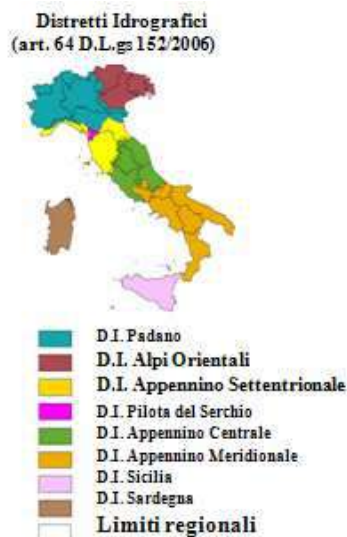 Distretti Idrografici
(art. 64 D.L.gs 152/2006)
D.I. Padano
D.I. Alpi Orientali
D.I. Appennino Settentrionale
D.I. Pilota del Serchio
D.I. Appennino Centrale
D.I. Appennino Meridionale
D.I. Sicilia
D.I. Sardegna
Limiti regionali